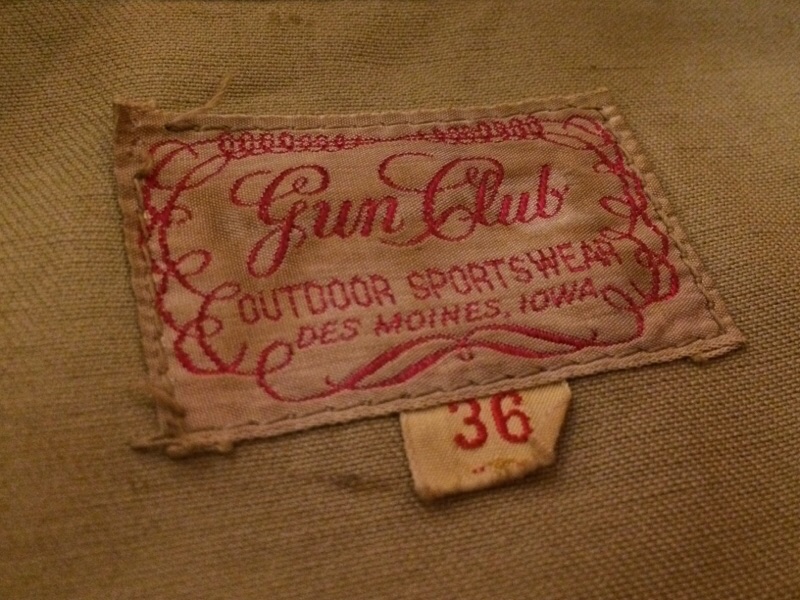 Gun Club
OUTDOOR SPORTSWEAR
DES MOINES, IOWA
36